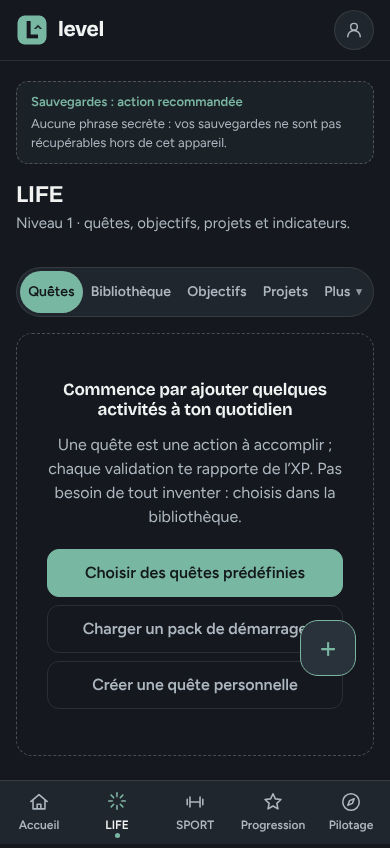 level
Sauvegardes : action recommandée
Aucune phrase secrète : vos sauvegardes ne sont pas
récupérables hors de cet appareil.
LIFE
Niveau 1 · quêtes, objectifs, projets et indicateurs.
Quêtes Bibliothèque Objectifs Projets Plus ▾
Commence par ajouter quelques
activités à ton quotidien
Une quête est une action à accomplir ;
chaque validation te rapporte de l’XP. Pas
besoin de tout inventer : choisis dans la
bibliothèque.
Choisir des quêtes prédéfinies
Charger un pack de démarrage
+
Créer une quête personnelle
Accueil LIFE SPORT Progression Pilotage